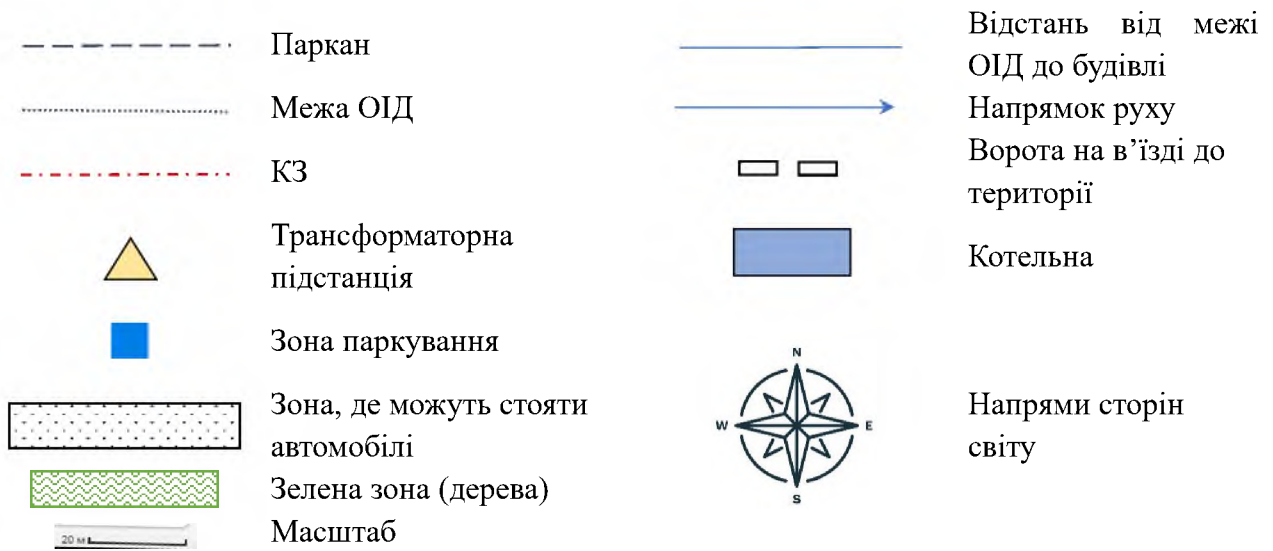 Паркан
Межа ОІД
КЗ
Трансформаторна
підстанція
Зона паркування
Зона, де можуть стояти
автомобілі
Зелена зона (дерева)
20 м
Масштаб
Відстань від межі
ОІД до будівлі
Напрямок руху
Ворота на в’їзді до
території
Котельна
N
W E
S
Напрями сторін
світу